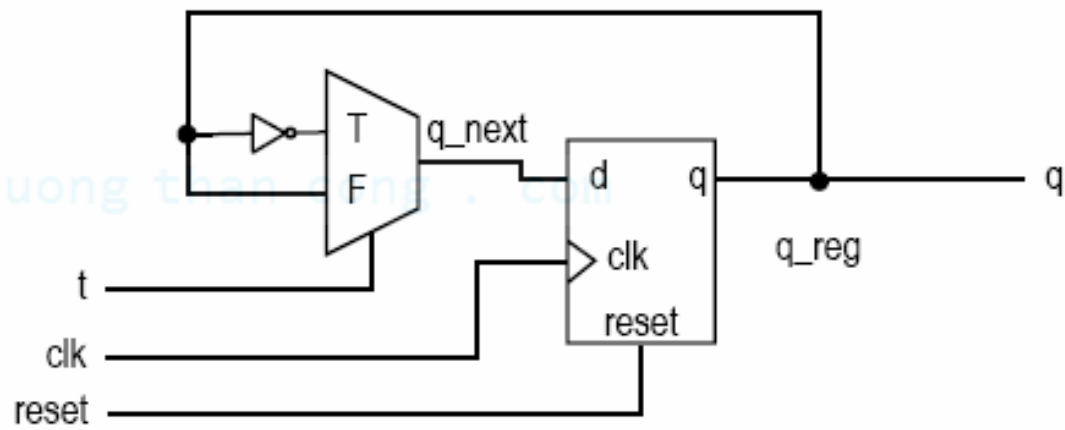 T
q_next
F
d
q
q
uong than cong . com
q_reg
clk
t
reset
clk
reset